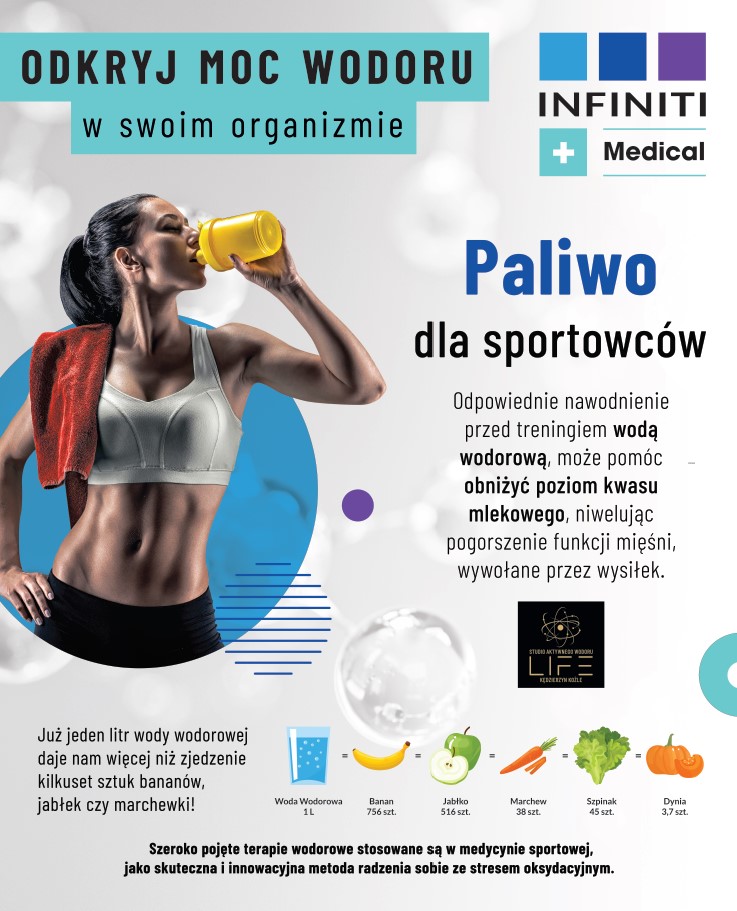 ODKRYJ MOC WODORU
w swoim organizmie
INFINITI
Medical
Paliwo
dla sportowców
Odpowiednie nawodnienie
przed treningiem wodą
wodorową, może pomóc
obniżyć poziom kwasu
mlekowego, niwelując
pogorszenie funkcji mięśni,
wywołane przez wysiłek.
STUDIO AKTYWNEGO WODORU
LIFE
KĘDZIERZYN KOŹLE
Już jeden litr wody wodorowej
daje nam więcej niż zjedzenie
kilkuset sztuk bananów,
jabłek czy marchewki!
= = = = =
Woda Wodorowa Banan Jabłko Marchew Szpinak Dynia
1 L 756 szt. 516 szt. 38 szt. 45 szt. 3,7 szt.
Szeroko pojęte terapie wodorowe stosowane są w medycynie sportowej,
jako skuteczna i innowacyjna metoda radzenia sobie ze stresem oksydacyjnym.